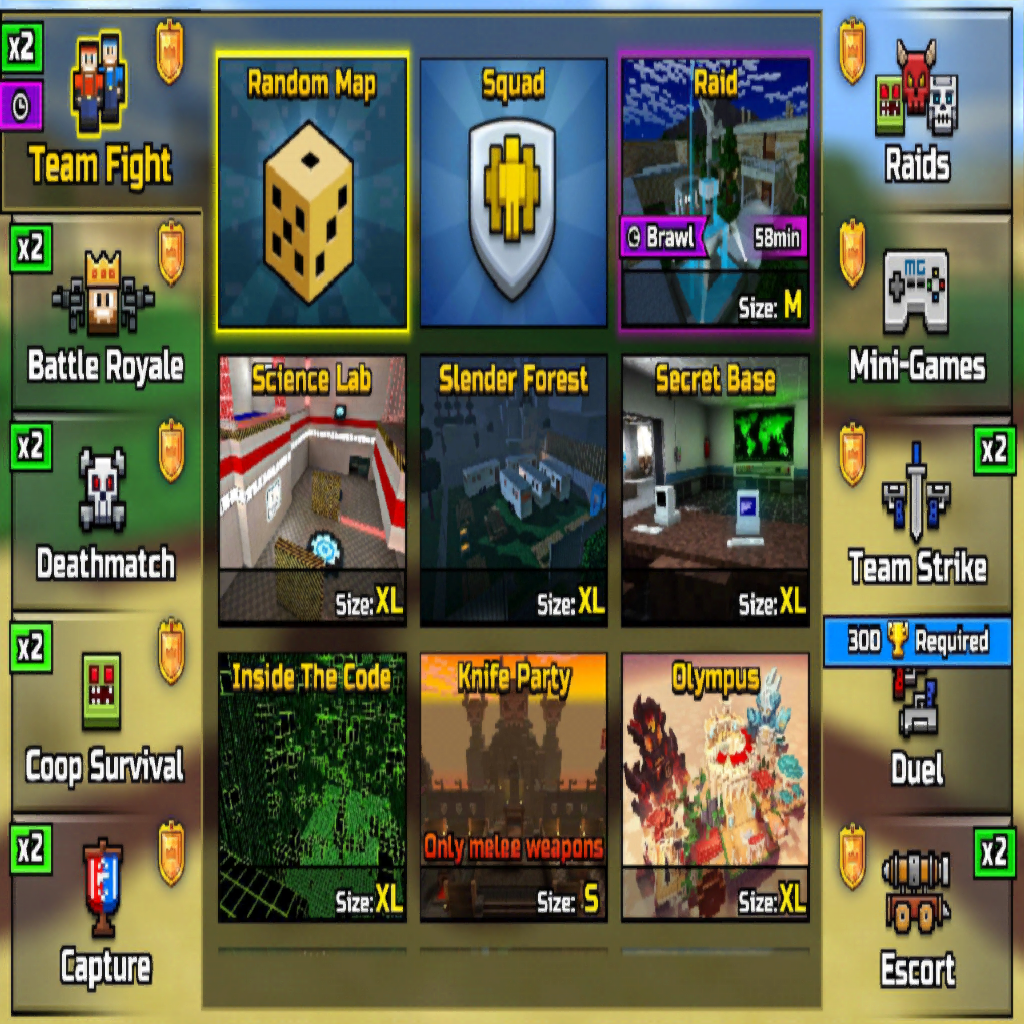 x2
Team Fight
x2
Battle Royale
x2
Deathmatch
x2
Coop Survival
x2
Capture
Random Map
Squad
Raid
Brawl
58min
Size: M
Science Lab
Size: XL
Slender Forest
Size: XL
Secret Base
Size: XL
Inside The Code
Size: XL
Knife Party
Only melee weapons
Size: S
Olympus
Size: XL
Raids
MG
Mini-Games
x2
Team Strike
300 Required
Duel
x2
Escort